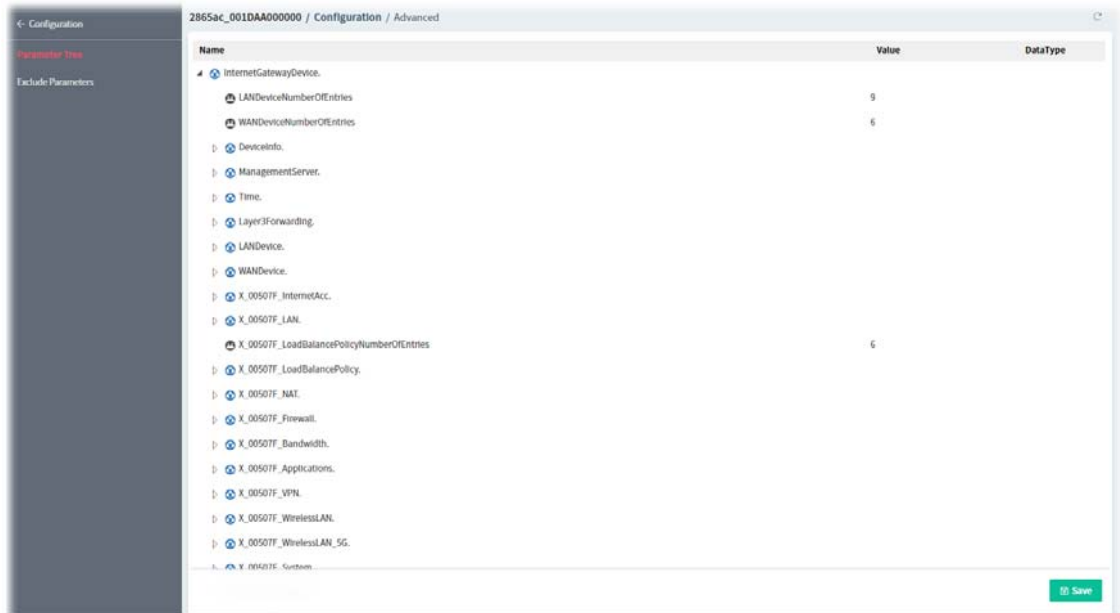 ← Configuration
Parameter Tree
Exclude Parameters
2865ac_001DAA000000 / Configuration / Advanced
Name Value DataType
InternetGatewayDevice.
LANDeviceNumberOfEntries 9
WANDeviceNumberOfEntries 6
DeviceInfo.
ManagementServer.
Time.
Layer3Forwarding.
LANDevice.
WANDevice.
X_00507F_InternetAcc.
X_00507F_LAN.
X_00507F_LoadBalancePolicyNumberOfEntries 6
X_00507F_LoadBalancePolicy.
X_00507F_NAT.
X_00507F_Firewall.
X_00507F_Bandwidth.
X_00507F_Applications.
X_00507F_VPN.
X_00507F_WirelessLAN.
X_00507F_WirelessLAN_5G.
X_00507F_System.
Save